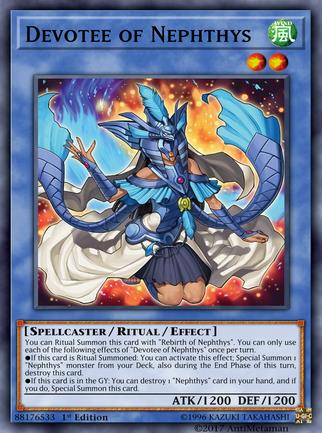 DEVOTEE OF NEPHTHYS
WIND
風
[SPELLCASTER / RITUAL / EFFECT]
You can Ritual Summon this card with "Rebirth of Nephthys". You can only use
each of the following effects of "Devotee of Nephthys" once per turn.
●If this card is Ritual Summoned: You can activate this effect; Special Summon 1
"Nephthys" monster from your Deck, also during the End Phase of this turn,
destroy this card.
●If this card is in the GY: You can destroy 1 "Nephthys" card in your hand, and if
you do, Special Summon this card.
ATK/1200 DEF/1200
88176533 1st Edition ©1996 KAZUKI TAKAHASHI
©2017 AntiMetaman